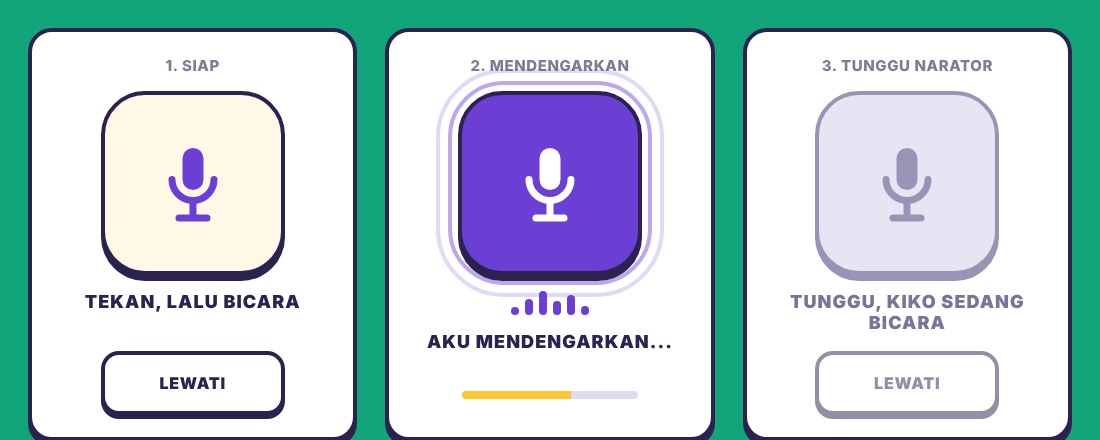 1. SIAP
TEKAN, LALU BICARA
LEWATI
2. MENDENGARKAN
AKU MENDENGARKAN...
3. TUNGGU NARATOR
TUNGGU, KIKO SEDANG
BICARA
LEWATI